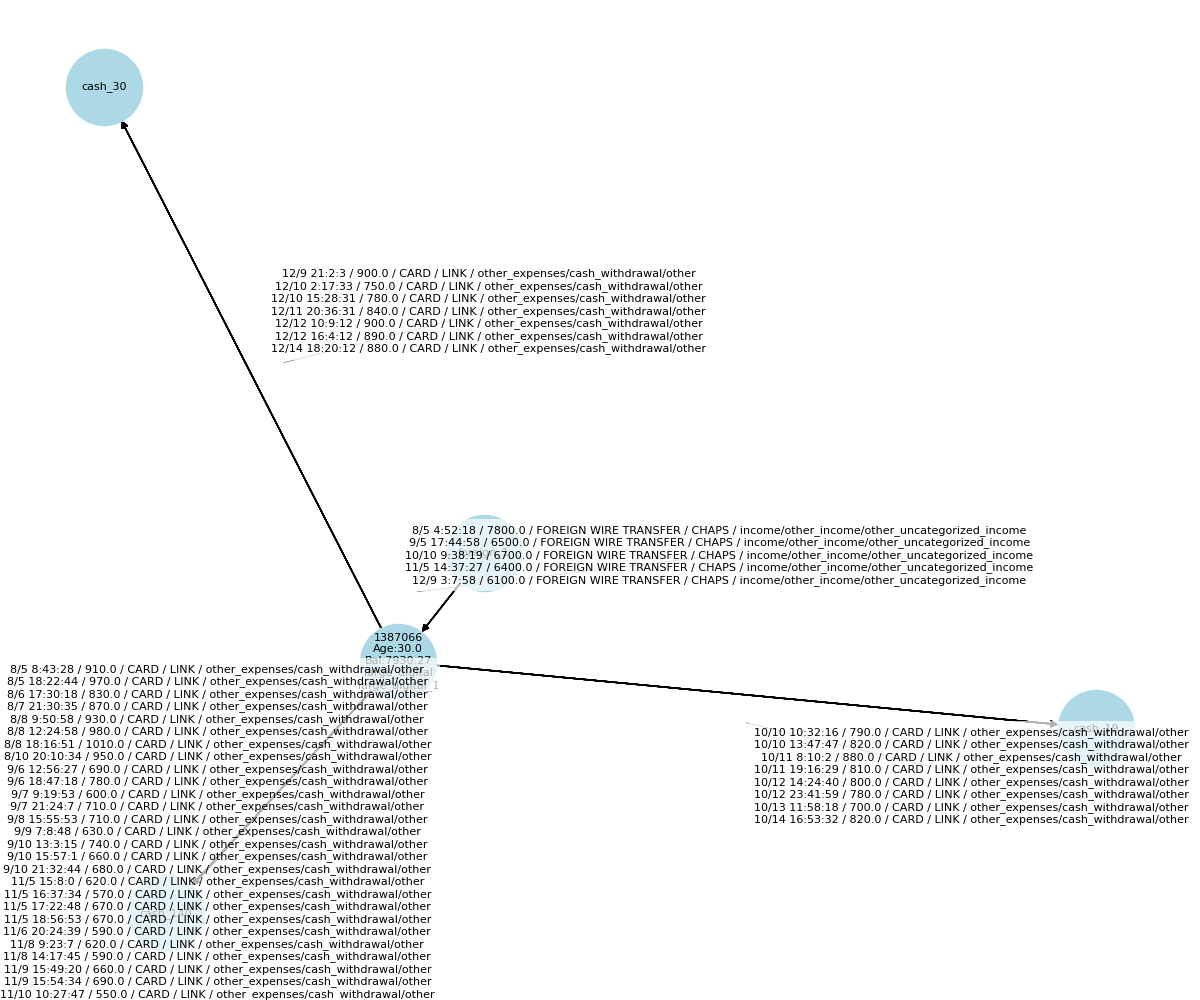 cash_30
12/9 21:2:3 / 900.0 / CARD / LINK / other_expenses/cash_withdrawal/other
12/10 2:17:33 / 750.0 / CARD / LINK / other_expenses/cash_withdrawal/other
12/10 15:28:31 / 780.0 / CARD / LINK / other_expenses/cash_withdrawal/other
12/11 20:36:31 / 840.0 / CARD / LINK / other_expenses/cash_withdrawal/other
12/12 10:9:12 / 900.0 / CARD / LINK / other_expenses/cash_withdrawal/other
12/12 16:4:12 / 890.0 / CARD / LINK / other_expenses/cash_withdrawal/other
12/14 18:20:12 / 880.0 / CARD / LINK / other_expenses/cash_withdrawal/other
8/5 4:52:18 / 7800.0 / FOREIGN WIRE TRANSFER / CHAPS / income/other_income/other_uncategorized_income
9/5 17:44:58 / 6500.0 / FOREIGN WIRE TRANSFER / CHAPS / income/other_income/other_uncategorized_income
10/10 9:38:19 / 6700.0 / FOREIGN WIRE TRANSFER / CHAPS / income/other_income/other_uncategorized_income
11/5 14:37:27 / 6400.0 / FOREIGN WIRE TRANSFER / CHAPS / income/other_income/other_uncategorized_income
12/9 3:7:58 / 6100.0 / FOREIGN WIRE TRANSFER / CHAPS / income/other_income/other_uncategorized_income
1387066
Age:30.0
Bal:7930.27
8/5 8:43:28 / 910.0 / CARD / LINK / other_expenses/cash_withdrawal/other
8/5 18:22:44 / 970.0 / CARD / LINK / other_expenses/cash_withdrawal/other
8/6 17:30:18 / 830.0 / CARD / LINK / other_expenses/cash_withdrawal/other
8/7 21:30:35 / 870.0 / CARD / LINK / other_expenses/cash_withdrawal/other
8/8 9:50:58 / 930.0 / CARD / LINK / other_expenses/cash_withdrawal/other
8/8 12:24:58 / 980.0 / CARD / LINK / other_expenses/cash_withdrawal/other
8/8 18:16:51 / 1010.0 / CARD / LINK / other_expenses/cash_withdrawal/other
8/10 20:10:34 / 950.0 / CARD / LINK / other_expenses/cash_withdrawal/other
9/6 12:56:27 / 690.0 / CARD / LINK / other_expenses/cash_withdrawal/other
9/6 18:47:18 / 780.0 / CARD / LINK / other_expenses/cash_withdrawal/other
9/7 9:19:53 / 600.0 / CARD / LINK / other_expenses/cash_withdrawal/other
9/7 21:24:7 / 710.0 / CARD / LINK / other_expenses/cash_withdrawal/other
9/8 15:55:53 / 710.0 / CARD / LINK / other_expenses/cash_withdrawal/other
9/9 7:8:48 / 630.0 / CARD / LINK / other_expenses/cash_withdrawal/other
9/10 13:3:15 / 740.0 / CARD / LINK / other_expenses/cash_withdrawal/other
9/10 15:57:1 / 660.0 / CARD / LINK / other_expenses/cash_withdrawal/other
9/10 21:32:44 / 680.0 / CARD / LINK / other_expenses/cash_withdrawal/other
11/5 15:8:0 / 620.0 / CARD / LINK / other_expenses/cash_withdrawal/other
11/5 16:37:34 / 570.0 / CARD / LINK / other_expenses/cash_withdrawal/other
11/5 17:22:48 / 670.0 / CARD / LINK / other_expenses/cash_withdrawal/other
11/5 18:56:53 / 670.0 / CARD / LINK / other_expenses/cash_withdrawal/other
11/6 20:24:39 / 590.0 / CARD / LINK / other_expenses/cash_withdrawal/other
11/8 9:23:7 / 620.0 / CARD / LINK / other_expenses/cash_withdrawal/other
11/8 14:17:45 / 590.0 / CARD / LINK / other_expenses/cash_withdrawal/other
11/9 15:49:20 / 660.0 / CARD / LINK / other_expenses/cash_withdrawal/other
11/9 15:54:34 / 690.0 / CARD / LINK / other_expenses/cash_withdrawal/other
11/10 10:27:47 / 550.0 / CARD / LINK / other_expenses/cash_withdrawal/other
10/10 10:32:16 / 790.0 / CARD / LINK / other_expenses/cash_withdrawal/other
10/10 13:47:47 / 820.0 / CARD / LINK / other_expenses/cash_withdrawal/other
10/11 8:10:2 / 880.0 / CARD / LINK / other_expenses/cash_withdrawal/other
10/11 19:16:29 / 810.0 / CARD / LINK / other_expenses/cash_withdrawal/other
10/12 14:24:40 / 800.0 / CARD / LINK / other_expenses/cash_withdrawal/other
10/12 23:41:59 / 780.0 / CARD / LINK / other_expenses/cash_withdrawal/other
10/13 11:58:18 / 700.0 / CARD / LINK / other_expenses/cash_withdrawal/other
10/14 16:53:32 / 820.0 / CARD / LINK / other_expenses/cash_withdrawal/other